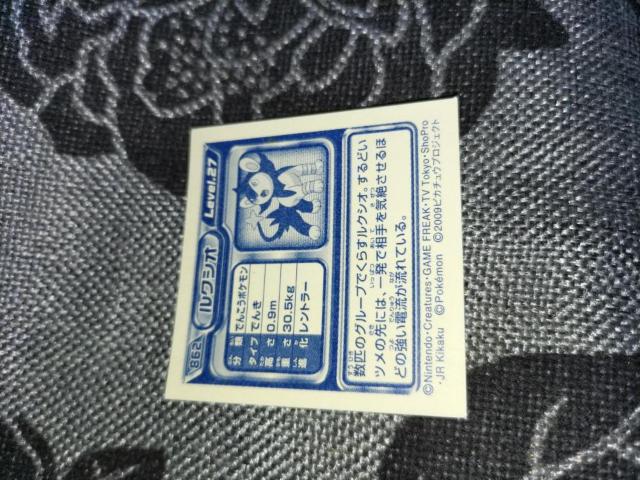 862 ルクシオ Level.27
分類 でんこうポケモン
タイプ でんき
高さ 0.9m
重さ 30.5kg
進化 レントラー
数匹のグループでくらすルクシオ。するどい
ツメの先には、一発で相手を気絶させるほ
どの強い電流が流れている。
©Nintendo・Creatures・GAME FREAK・TV Tokyo・ShoPro
・JR Kikaku ©Pokémon ©2009ピカチュウプロジェクト